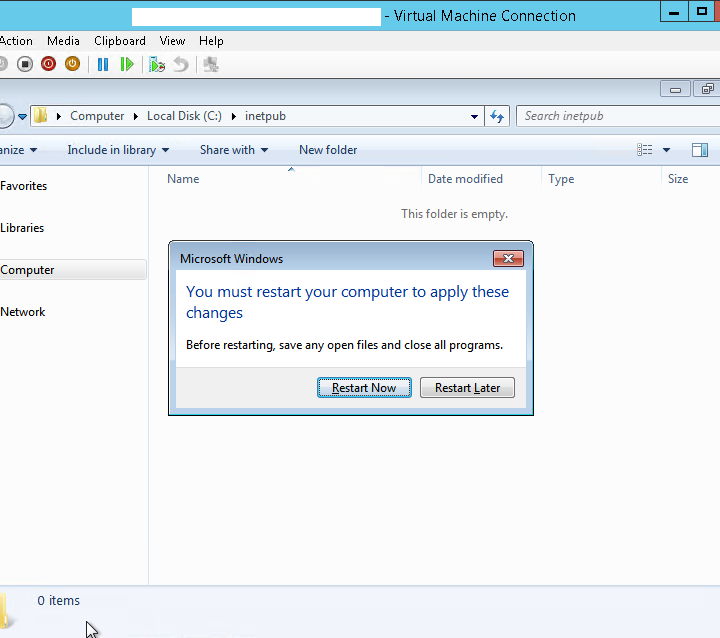 - Virtual Machine Connection
Action Media Clipboard View Help
Computer Local Disk (C:) inetpub Search inetpub
anize Include in library Share with New folder
Name Date modified Type Size
Favorites
This folder is empty.
Libraries
Computer
Network
Microsoft Windows
You must restart your computer to apply these
changes
Before restarting, save any open files and close all programs.
Restart Now Restart Later
0 items